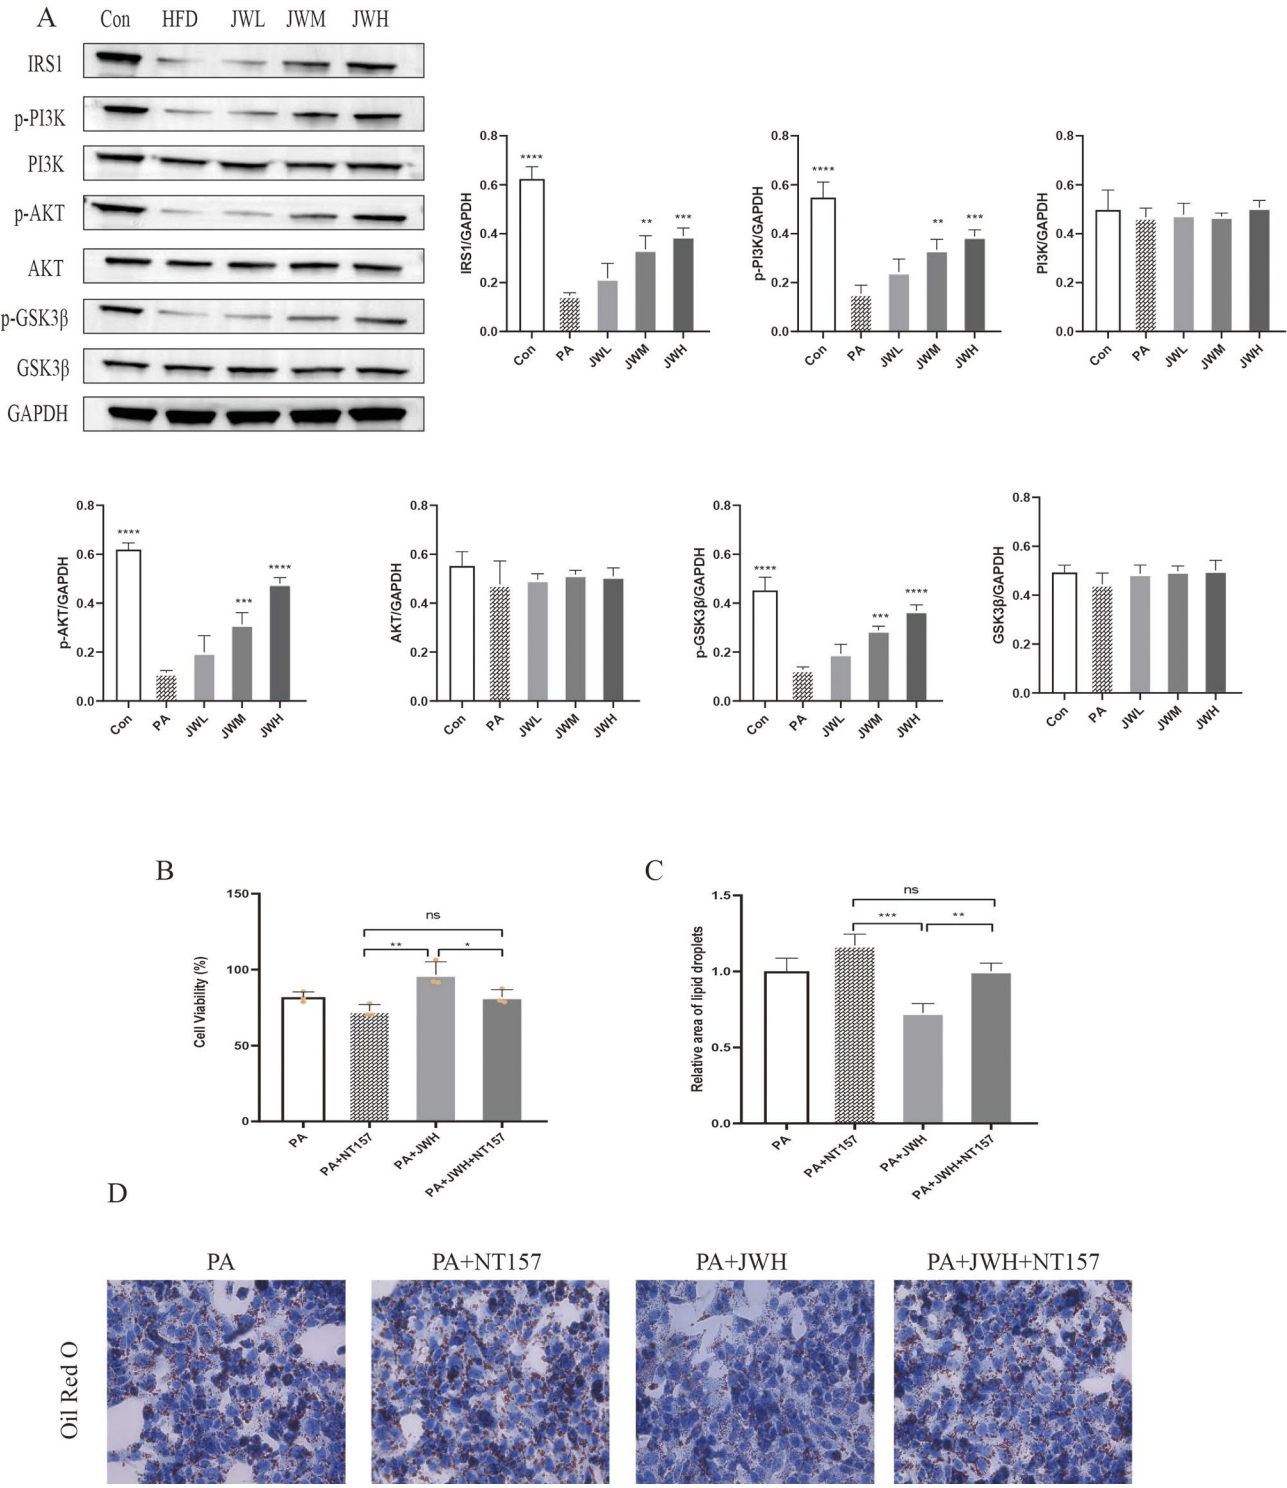 A
Con HFD JWL JWM JWH
IRS1
p-PI3K
PI3K
p-AKT
AKT
p-GSK3β
GSK3β
GAPDH
IRS1/GAPDH
0.8
0.6
0.4
0.2
0.0
****
**
***
Con PA JWL JWM JWH
p-PI3K/GAPDH
0.8
0.6
0.4
0.2
0.0
****
**
***
Con PA JWL JWM JWH
PI3K/GAPDH
0.8
0.6
0.4
0.2
0.0
Con PA JWL JWM JWH
p-AKT/GAPDH
0.8
0.6
0.4
0.2
0.0
****
***
****
Con PA JWL JWM JWH
AKT/GAPDH
0.8
0.6
0.4
0.2
0.0
Con PA JWL JWM JWH
p-GSK3β/GAPDH
0.8
0.6
0.4
0.2
0.0
****
***
****
Con PA JWL JWM JWH
GSK3β/GAPDH
0.8
0.6
0.4
0.2
0.0
Con PA JWL JWM JWH
B
Cell Viability (%)
150
100
50
0
ns
** *
PA PA+NT157 PA+JWH PA+JWH+NT157
C
Relative area of lipid droplets
1.5
1.0
0.5
0.0
ns
*** **
PA PA+NT157 PA+JWH PA+JWH+NT157
D
PA PA+NT157 PA+JWH PA+JWH+NT157
Oil Red O